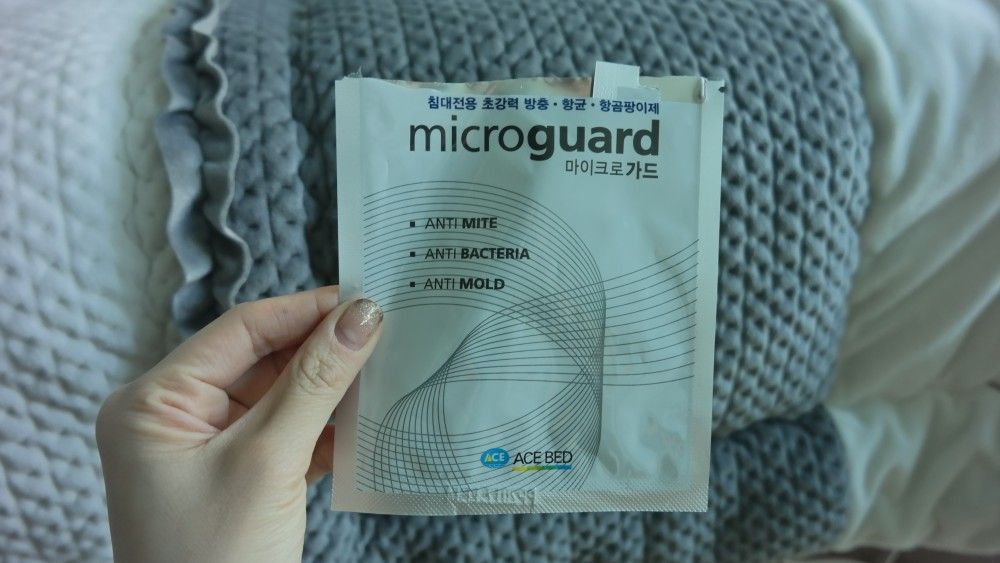 침대전용 초강력 방충 · 항균 · 항곰팡이제
microguard
마이크로가드
▪ ANTI MITE
▪ ANTI BACTERIA
▪ ANTI MOLD
ACE ACE BED